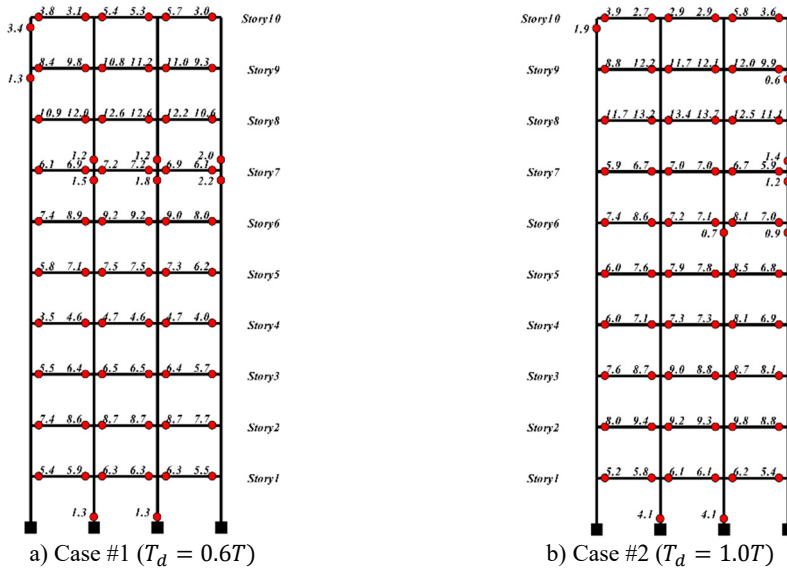 3.8 3.1 5.4 5.3 5.7 3.0 Story10 3.9 2.7 2.9 2.9 5.8 3.6
3.4 1.9
8.4 9.8 10.8 11.2 11.0 9.3 Story9 8.8 12.2 11.7 12.1 12.0 9.9
1.3 0.6
10.9 12.0 12.6 12.6 12.2 10.6 Story8 11.7 13.2 13.4 13.7 12.5 11.1
1.2 1.2 2.0 1.4
6.1 6.9 7.2 7.2 6.9 6.1 Story7 5.9 6.7 7.0 7.0 6.7 5.9
1.5 1.8 2.2 1.2
7.4 8.9 9.2 9.2 9.0 8.0 Story6 7.4 8.6 7.2 7.1 8.1 7.0
0.7 0.9
5.8 7.1 7.5 7.5 7.3 6.2 Story5 6.0 7.6 7.9 7.8 8.5 6.8
3.5 4.6 4.7 4.6 4.7 4.0 Story4 6.0 7.1 7.3 7.3 8.1 6.9
5.5 6.4 6.5 6.5 6.4 5.7 Story3 7.6 8.7 9.0 8.8 8.7 8.1
7.4 8.6 8.7 8.7 8.7 7.7 Story2 8.0 9.4 9.2 9.3 9.8 8.8
5.4 5.9 6.3 6.3 6.3 5.5 Story1 5.2 5.8 6.1 6.1 6.2 5.4
1.3 1.3 4.1 4.1
a) Case #1 (T_d = 0.6T) b) Case #2 (T_d = 1.0T)